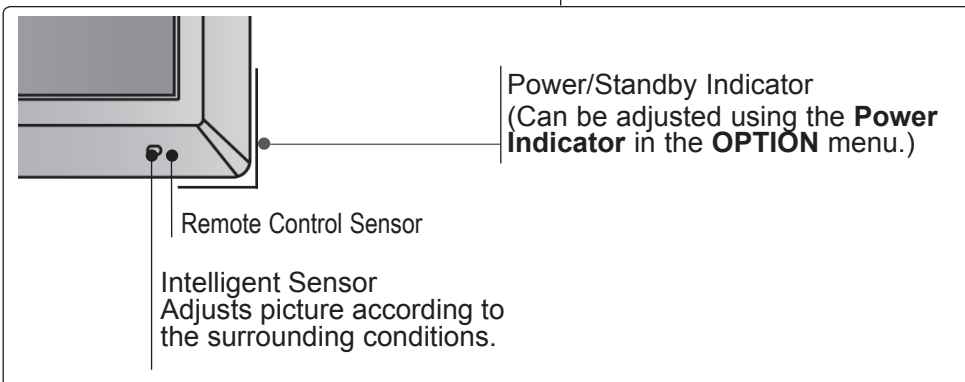 Power/Standby Indicator
(Can be adjusted using the Power
Indicator in the OPTION menu.)
Remote Control Sensor
Intelligent Sensor
Adjusts picture according to
the surrounding conditions.